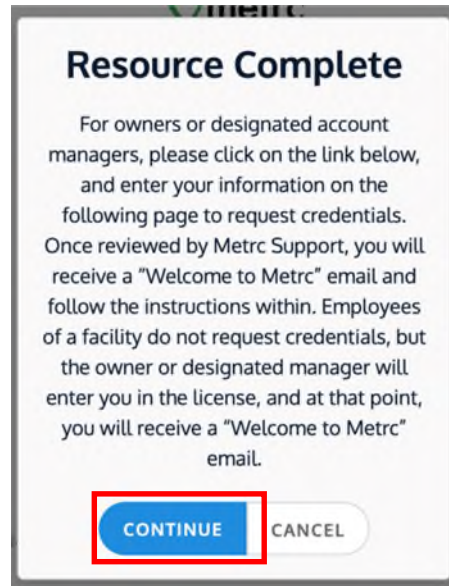 metrc
Resource Complete
For owners or designated account
managers, please click on the link below,
and enter your information on the
following page to request credentials.
Once reviewed by Metrc Support, you will
receive a "Welcome to Metrc" email and
follow the instructions within. Employees
of a facility do not request credentials, but
the owner or designated manager will
enter you in the license, and at that point,
you will receive a "Welcome to Metrc"
email.
CONTINUE CANCEL